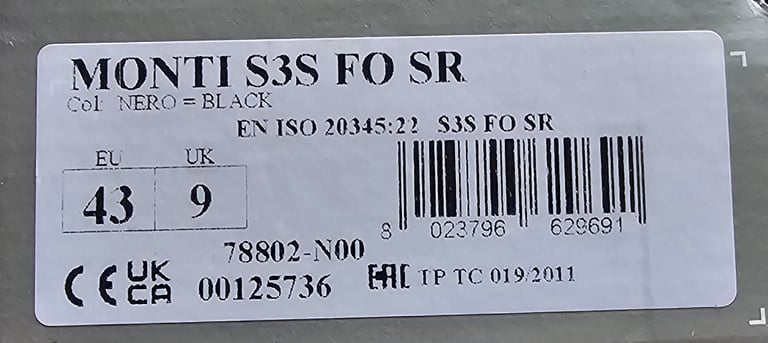 MONTI S3S FO SR
Col: NERO = BLACK
EN ISO 20345:22 S3S FO SR
EU UK
43 9
8 023796 629691
78802-N00
CE UK CA 00125736 EAC TP TC 019/2011